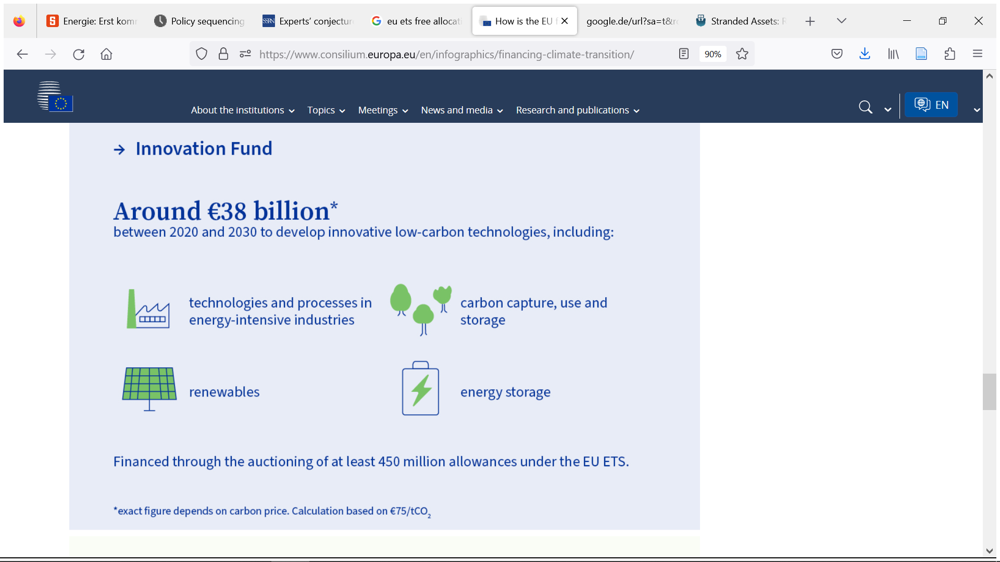 Energie: Erst komm
Policy sequencing
SSRN
Experts’ conjecture
eu ets free allocati
How is the EU f
google.de/url?sa=t&rc
Stranded Assets: R
https://www.consilium.europa.eu/en/infographics/financing-climate-transition/
90%
About the institutions
Topics
Meetings
News and media
Research and publications
EN
→ Innovation Fund
Around €38 billion*
between 2020 and 2030 to develop innovative low-carbon technologies, including:
technologies and processes in
energy-intensive industries
carbon capture, use and
storage
renewables
energy storage
Financed through the auctioning of at least 450 million allowances under the EU ETS.
*exact figure depends on carbon price. Calculation based on €75/tCO₂